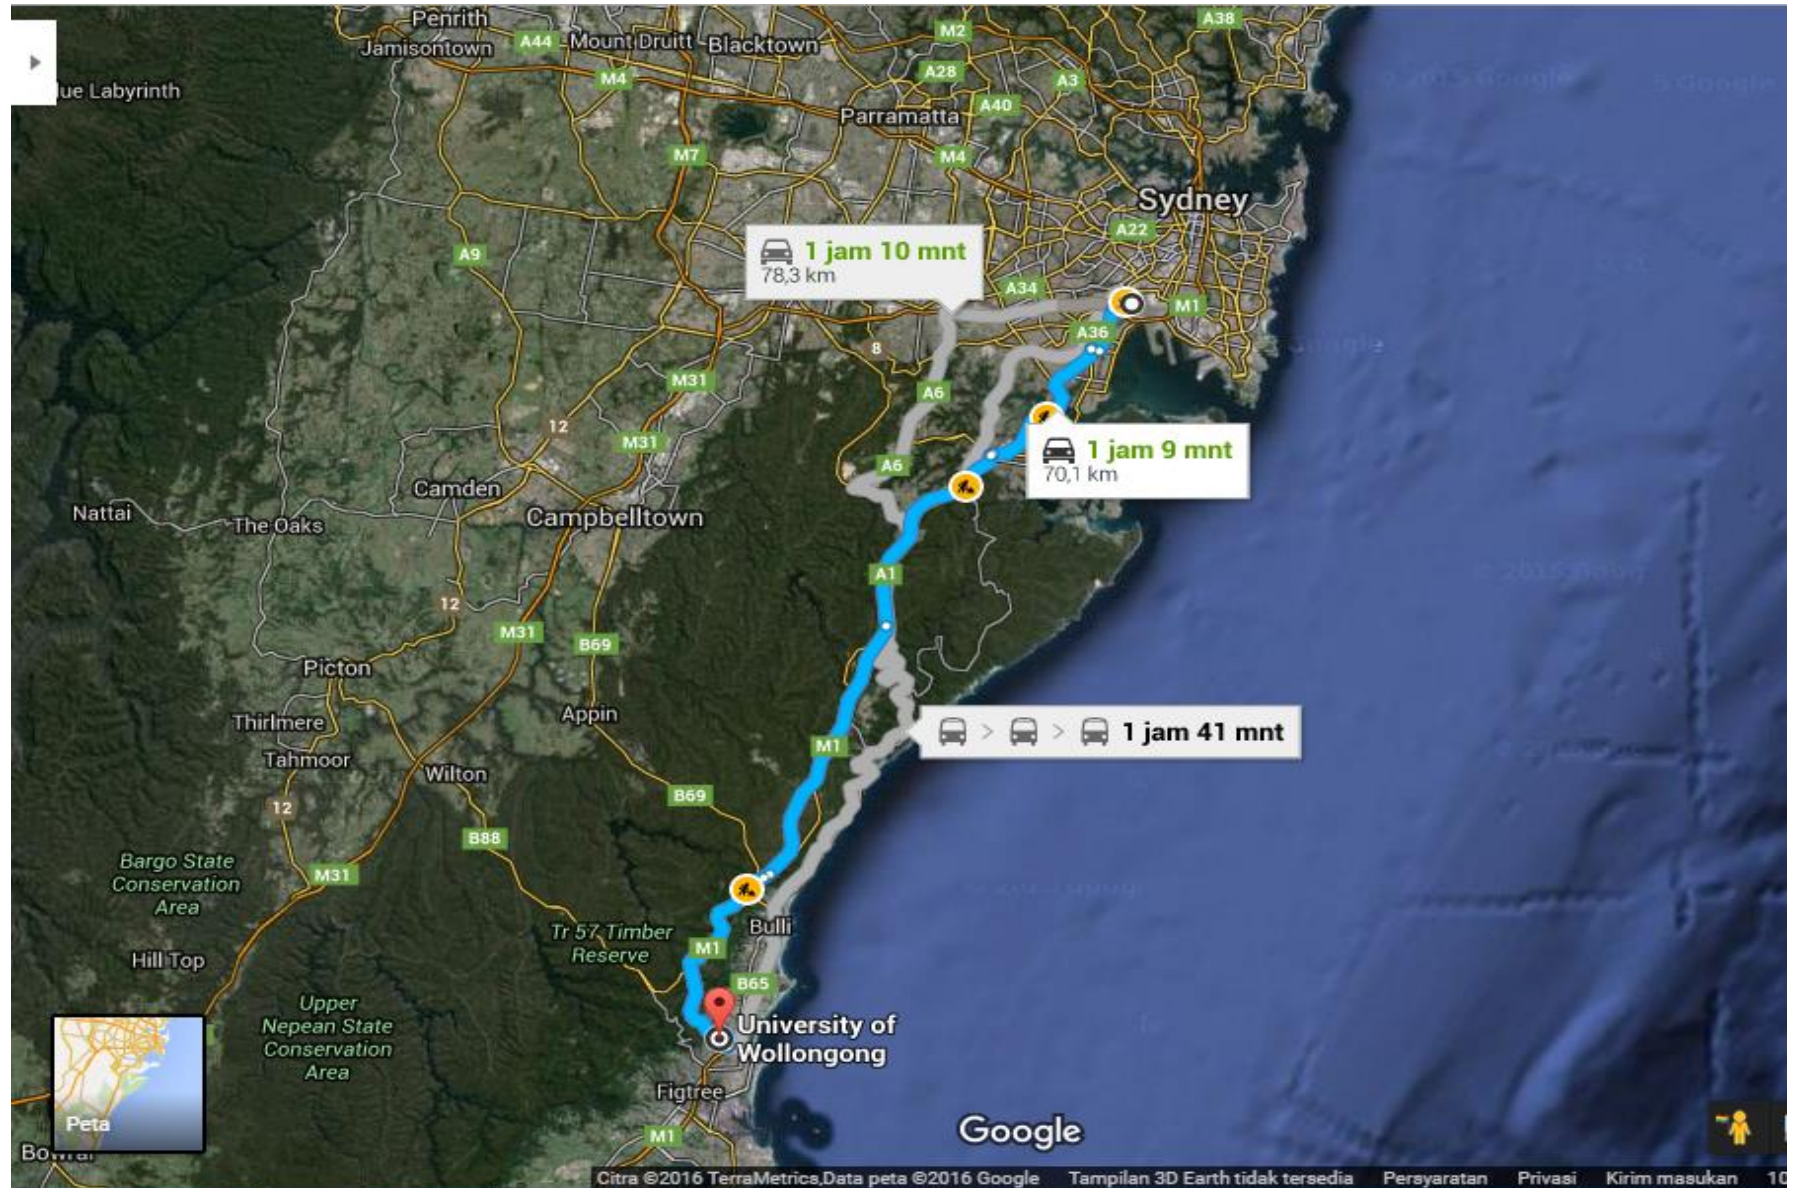 Penrith
A38
M2
Jamisontown
A44
Mount Druitt
Blacktown
M4
A28
A3
lue Labyrinth
A40
Parramatta
M7
M4
Sydney
A22
A9
1 jam 10 mnt
78,3 km
A34
M1
A36
8
M31
A6
12
M31
1 jam 9 mnt
70,1 km
A6
Camden
Nattai
The Oaks
Campbelltown
A1
12
M31
B69
Picton
Thirlmere
Appin
> > 1 jam 41 mnt
M1
Tahmoor
Wilton
B69
12
B88
Bargo State
Conservation
Area
M31
Bulli
Tr 57 Timber
Reserve
M1
Hill Top
B65
Upper
Nepean State
Conservation
Area
University of
Wollongong
Figtree
Peta
M1
Google
Citra ©2016 TerraMetrics,Data peta ©2016 Google Tampilan 3D Earth tidak tersedia Persyaratan Privasi Kirim masukan 10